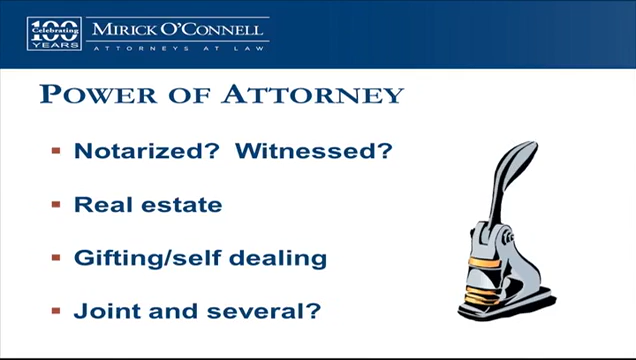 Celebrating
100
YEARS
MIRICK O'CONNELL
ATTORNEYS AT LAW
POWER OF ATTORNEY
Notarized? Witnessed?
Real estate
Gifting/self dealing
Joint and several?